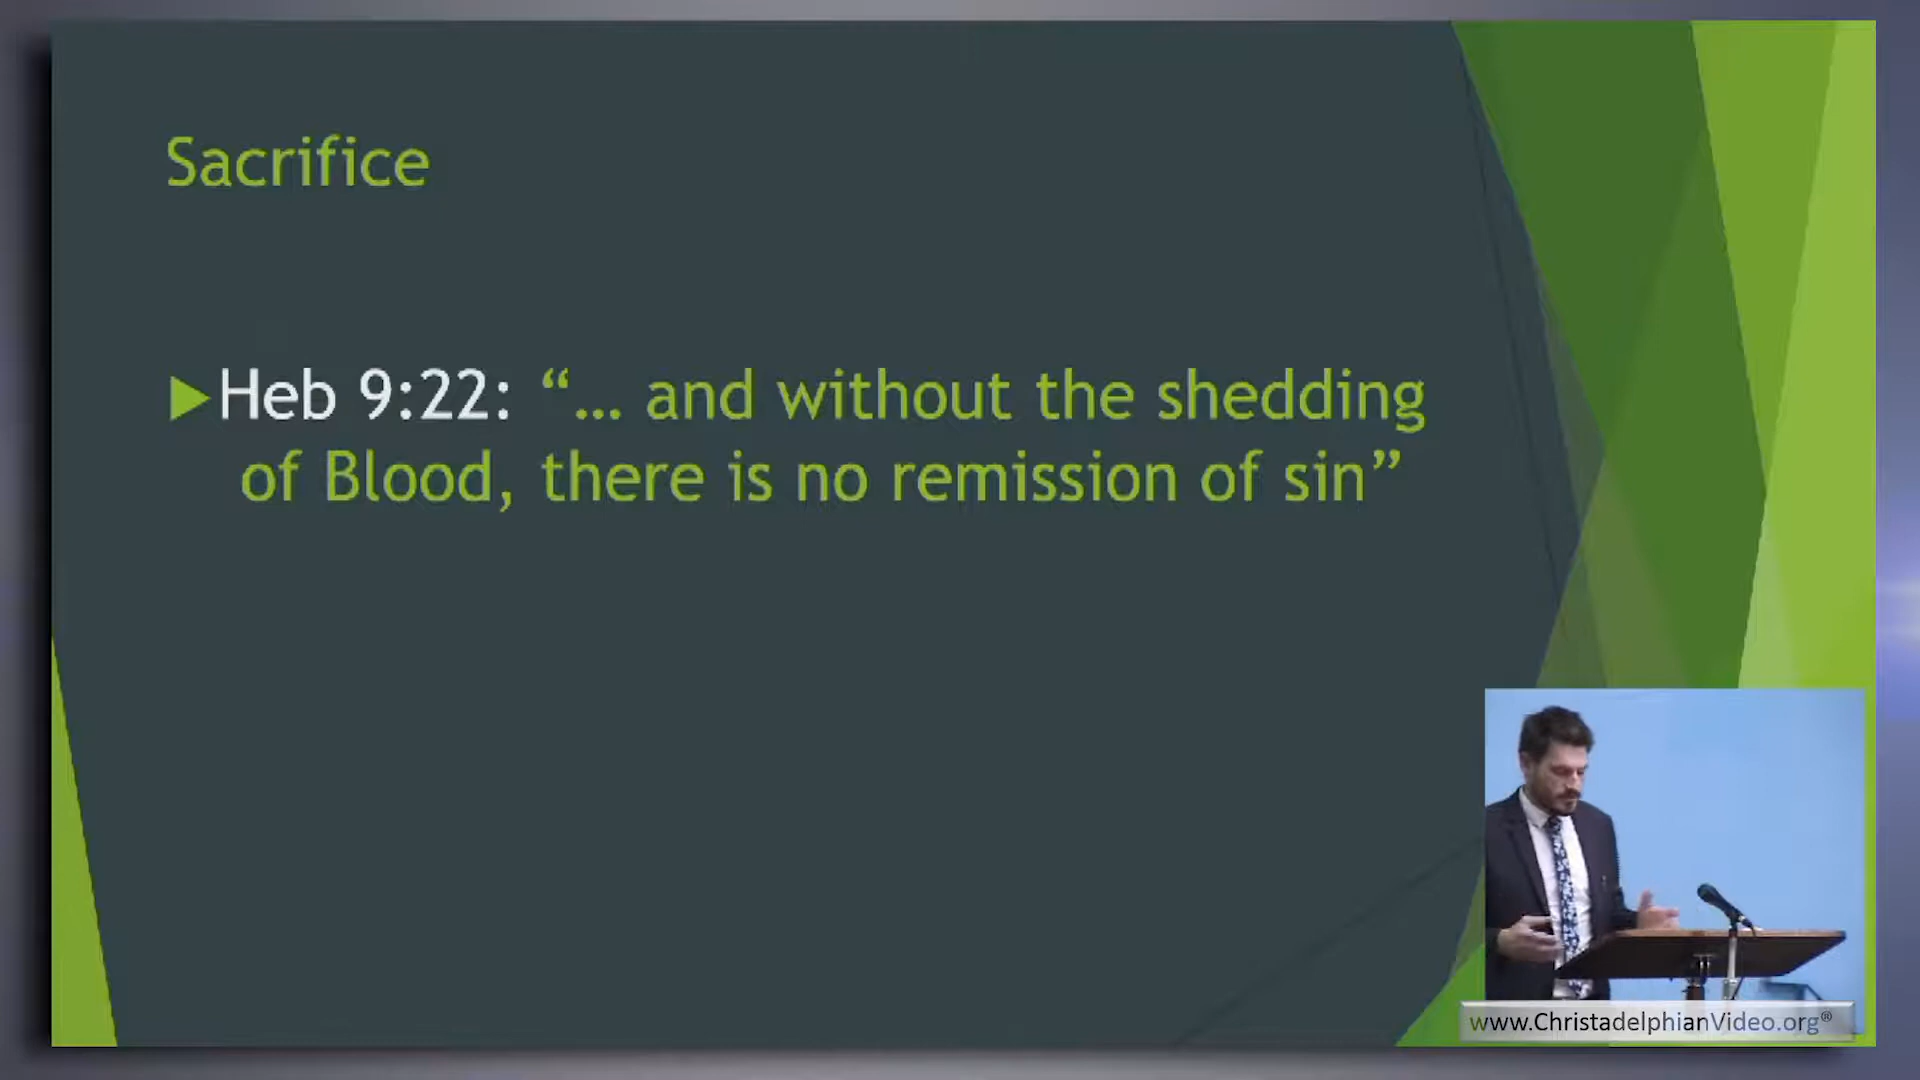 Sacrifice
Heb 9:22: “... and without the shedding
of Blood, there is no remission of sin”
www.ChristadelphianVideo.org®